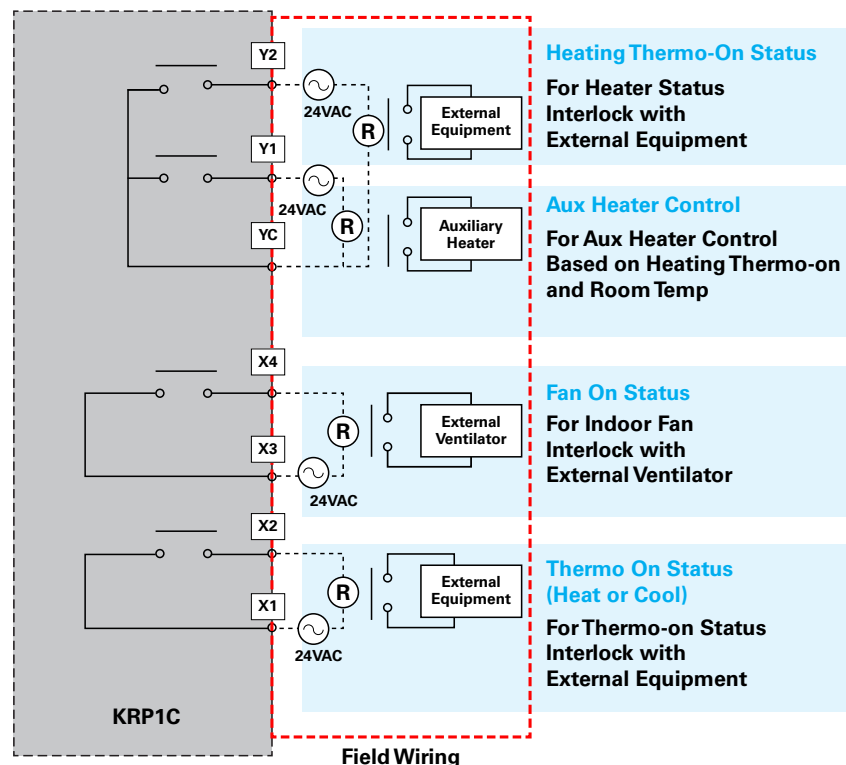 Y2
24VAC
R
External
Equipment
Heating Thermo-On Status
For Heater Status
Interlock with
External Equipment
Y1
24VAC
YC
R
Auxiliary
Heater
Aux Heater Control
For Aux Heater Control
Based on Heating Thermo-on
and Room Temp
X4
R
External
Ventilator
X3
24VAC
Fan On Status
For Indoor Fan
Interlock with
External Ventilator
X2
R
External
Equipment
X1
24VAC
Thermo On Status
(Heat or Cool)
For Thermo-on Status
Interlock with
External Equipment
KRP1C
Field Wiring